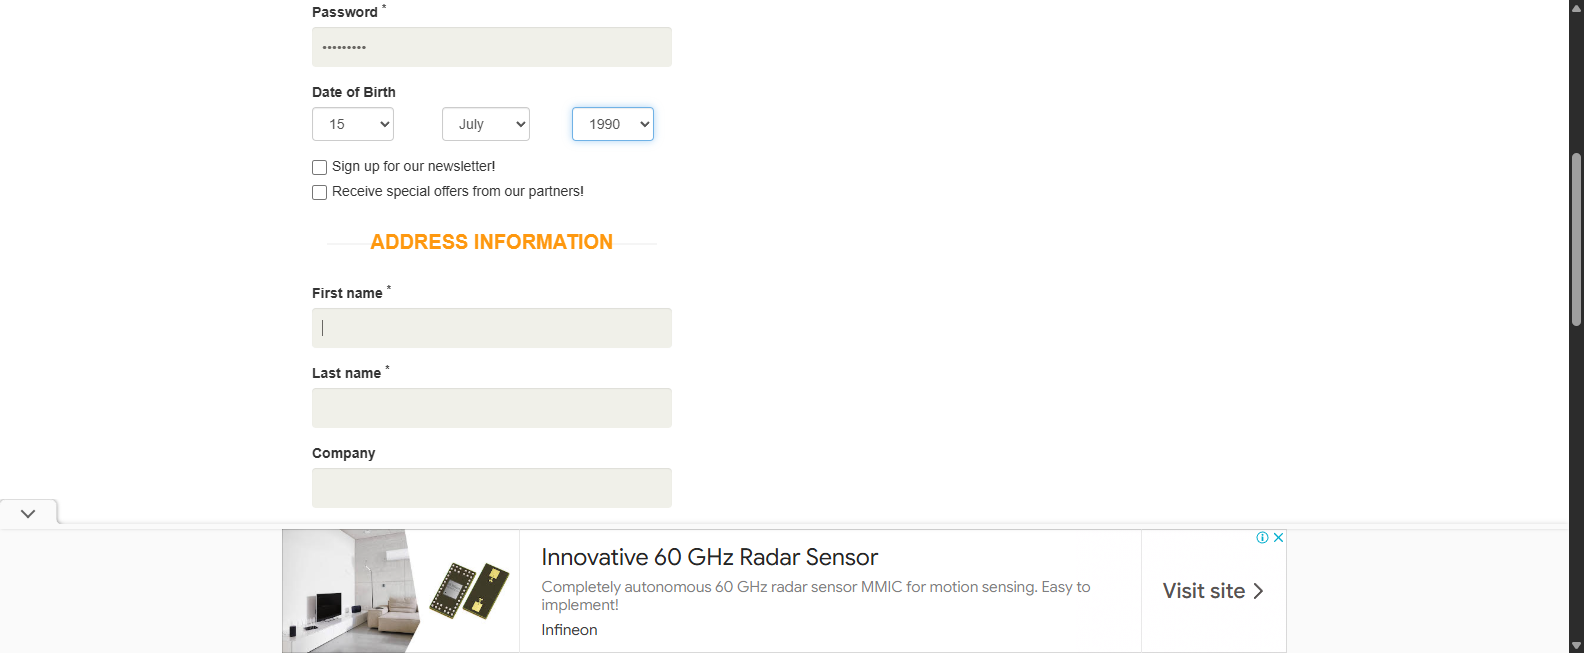 Password *
•••••••••
Date of Birth
15 July 1990
Sign up for our newsletter!
Receive special offers from our partners!
ADDRESS INFORMATION
First name *
Last name *
Company
Innovative 60 GHz Radar Sensor
Completely autonomous 60 GHz radar sensor MMIC for motion sensing. Easy to
implement!
Infineon
Visit site